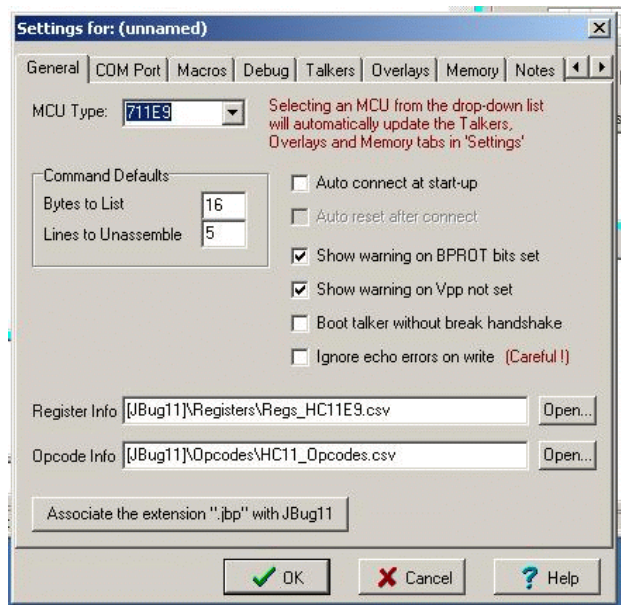 Settings for: (unnamed)
General COM Port Macros Debug Talkers Overlays Memory Notes
MCU Type: 711E9
Selecting an MCU from the drop-down list
will automatically update the Talkers,
Overlays and Memory tabs in 'Settings'
Command Defaults
Bytes to List 16
Lines to Unassemble 5
Auto connect at start-up
Auto reset after connect
Show warning on BPROT bits set
Show warning on Vpp not set
Boot talker without break handshake
Ignore echo errors on write (Careful !)
Register Info [JBug11]\Registers\Regs_HC11E9.csv Open...
Opcode Info [JBug11]\Opcodes\HC11_Opcodes.csv Open...
Associate the extension ".jbp" with JBug11
OK Cancel ? Help